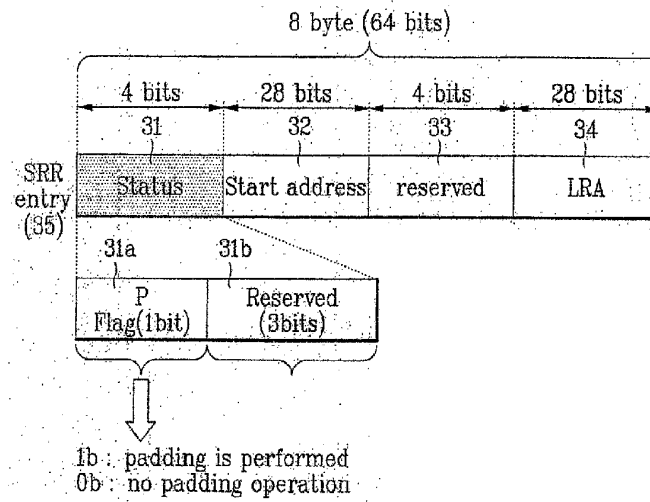 8 byte (64 bits)
4 bits 28 bits 4 bits 28 bits
31 32 33 34
SRR
entry
(35)
Status Start address reserved LRA
31a 31b
P
Flag(1bit)
Reserved
(3bits)
1b : padding is performed
0b : no padding operation